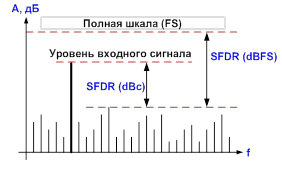 A, дБ
Полная шкала (FS)
Уровень входного сигнала
SFDR (dBFS)
SFDR (dBc)
f